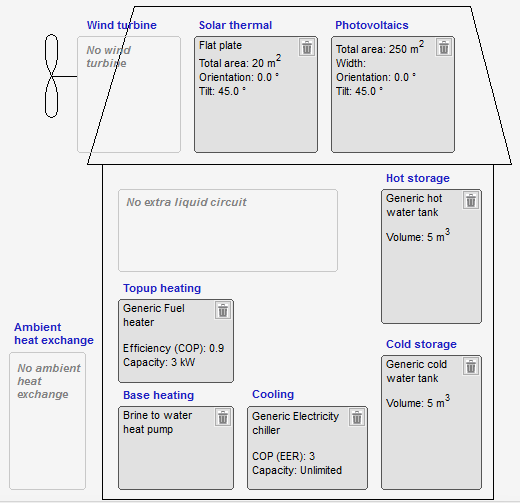 Wind turbine
No wind
turbine
Solar thermal
Flat plate
Total area: 20 m2
Orientation: 0.0 °
Tilt: 45.0 °
Photovoltaics
Total area: 250 m2
Width:
Orientation: 0.0 °
Tilt: 45.0 °
No extra liquid circuit
Hot storage
Generic hot
water tank
Volume: 5 m3
Topup heating
Generic Fuel
heater
Efficiency (COP): 0.9
Capacity: 3 kW
Ambient
heat exchange
No ambient
heat
exchange
Base heating
Brine to water
heat pump
Cooling
Generic Electricity
chiller
COP (EER): 3
Capacity: Unlimited
Cold storage
Generic cold
water tank
Volume: 5 m3